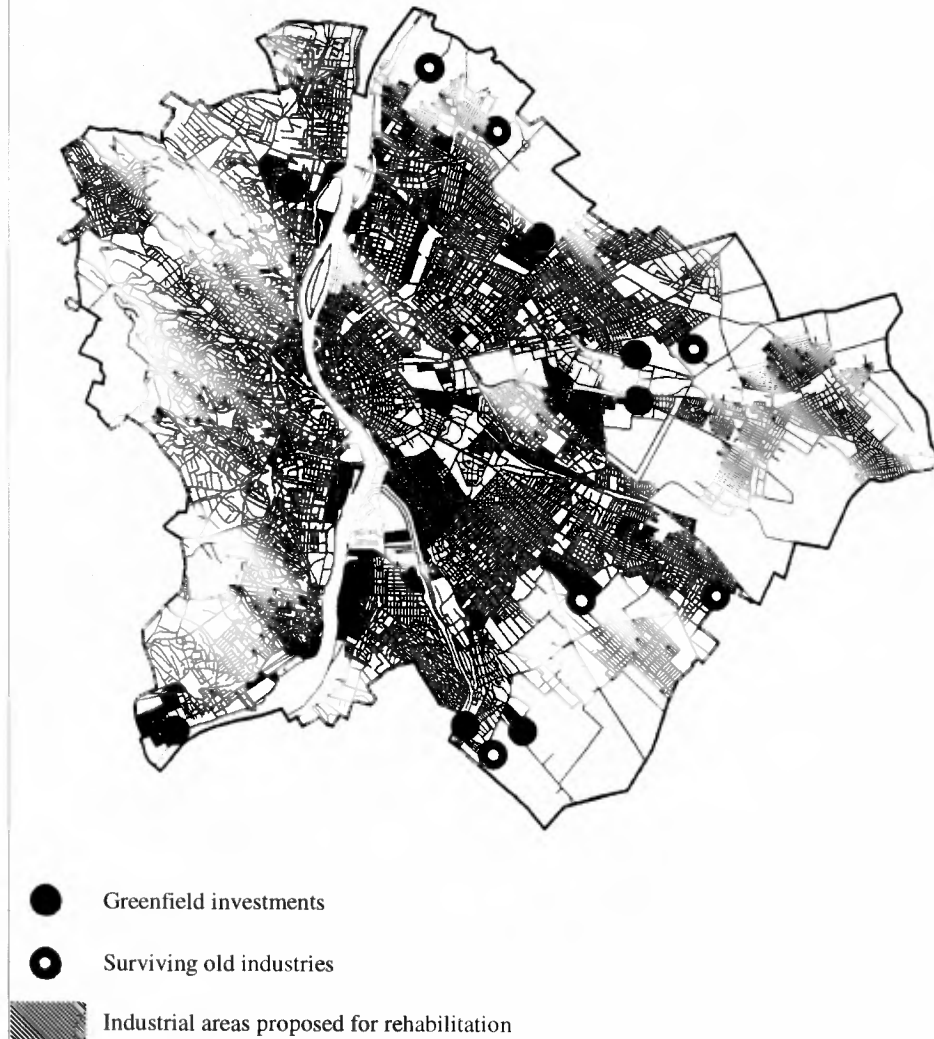 Greenfield investments
Surviving old industries
Industrial areas proposed for rehabilitation